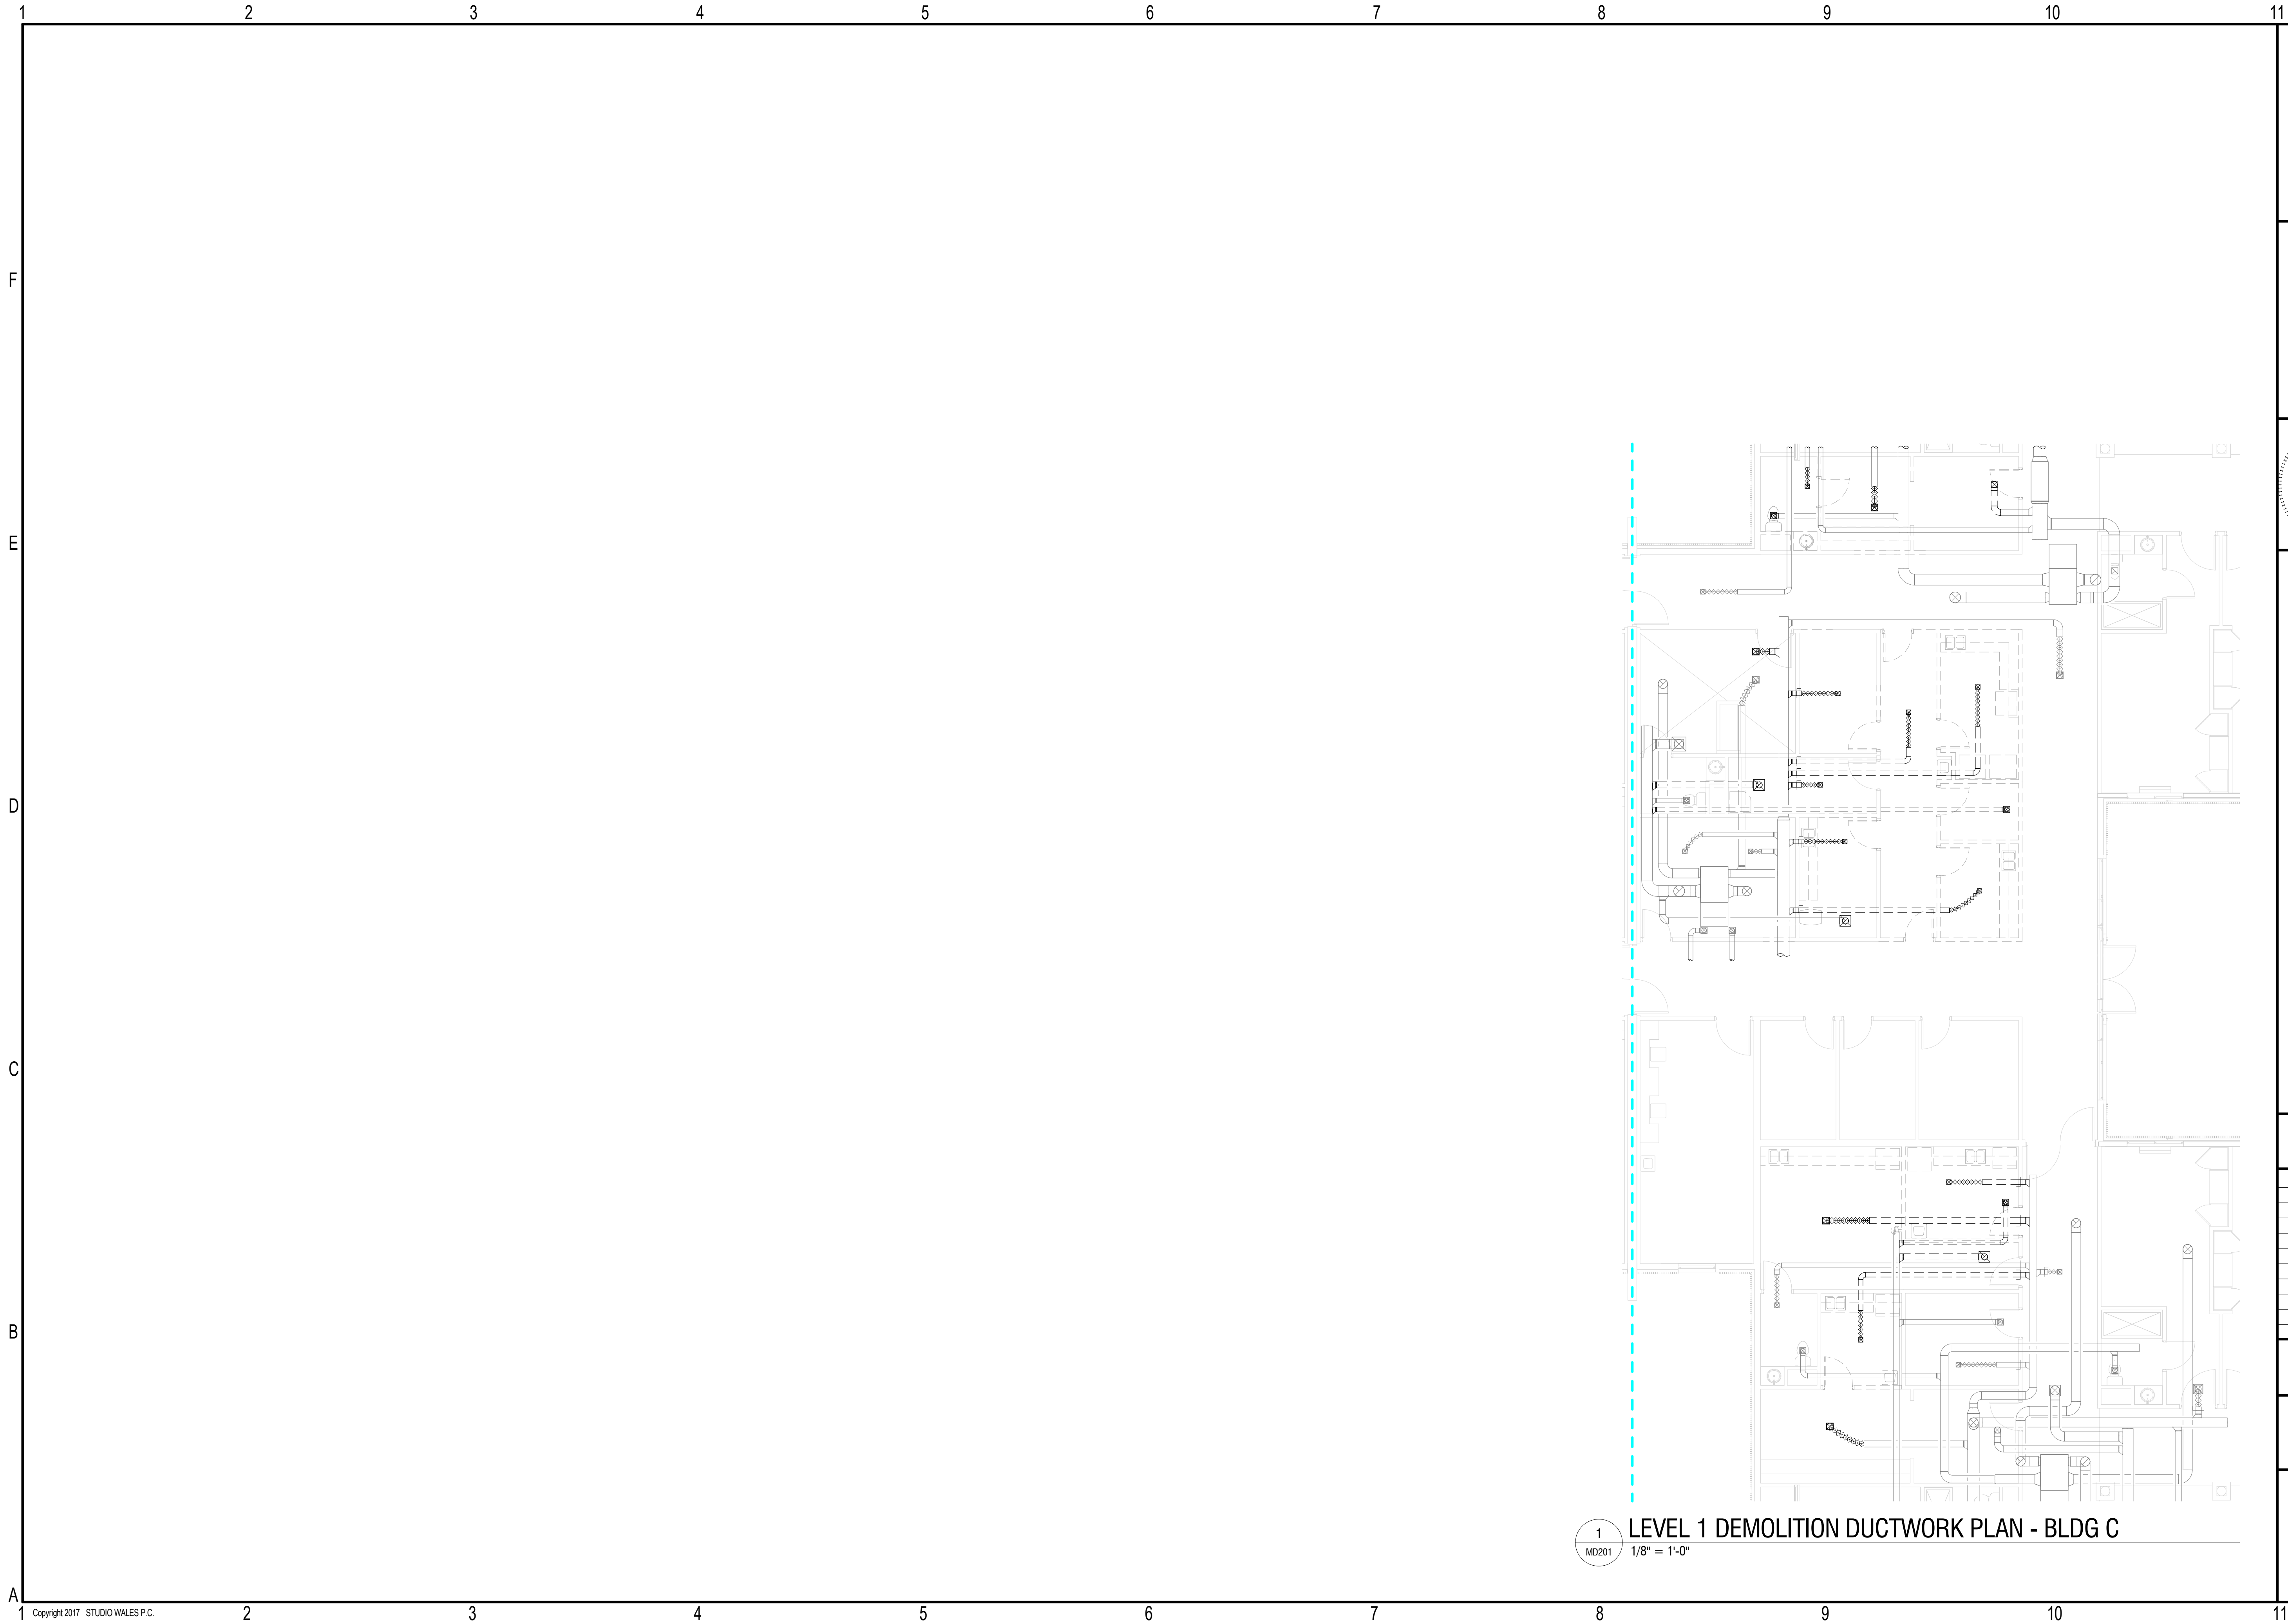 1 2 3 4 5 6 7 8 9 10 11
F
E
D
C
B
A
1
MD201
LEVEL 1 DEMOLITION DUCTWORK PLAN - BLDG C
1/8" = 1'-0"
1 2 3 4 5 6 7 8 9 10 11
Copyright 2017 STUDIO WALES P.C.